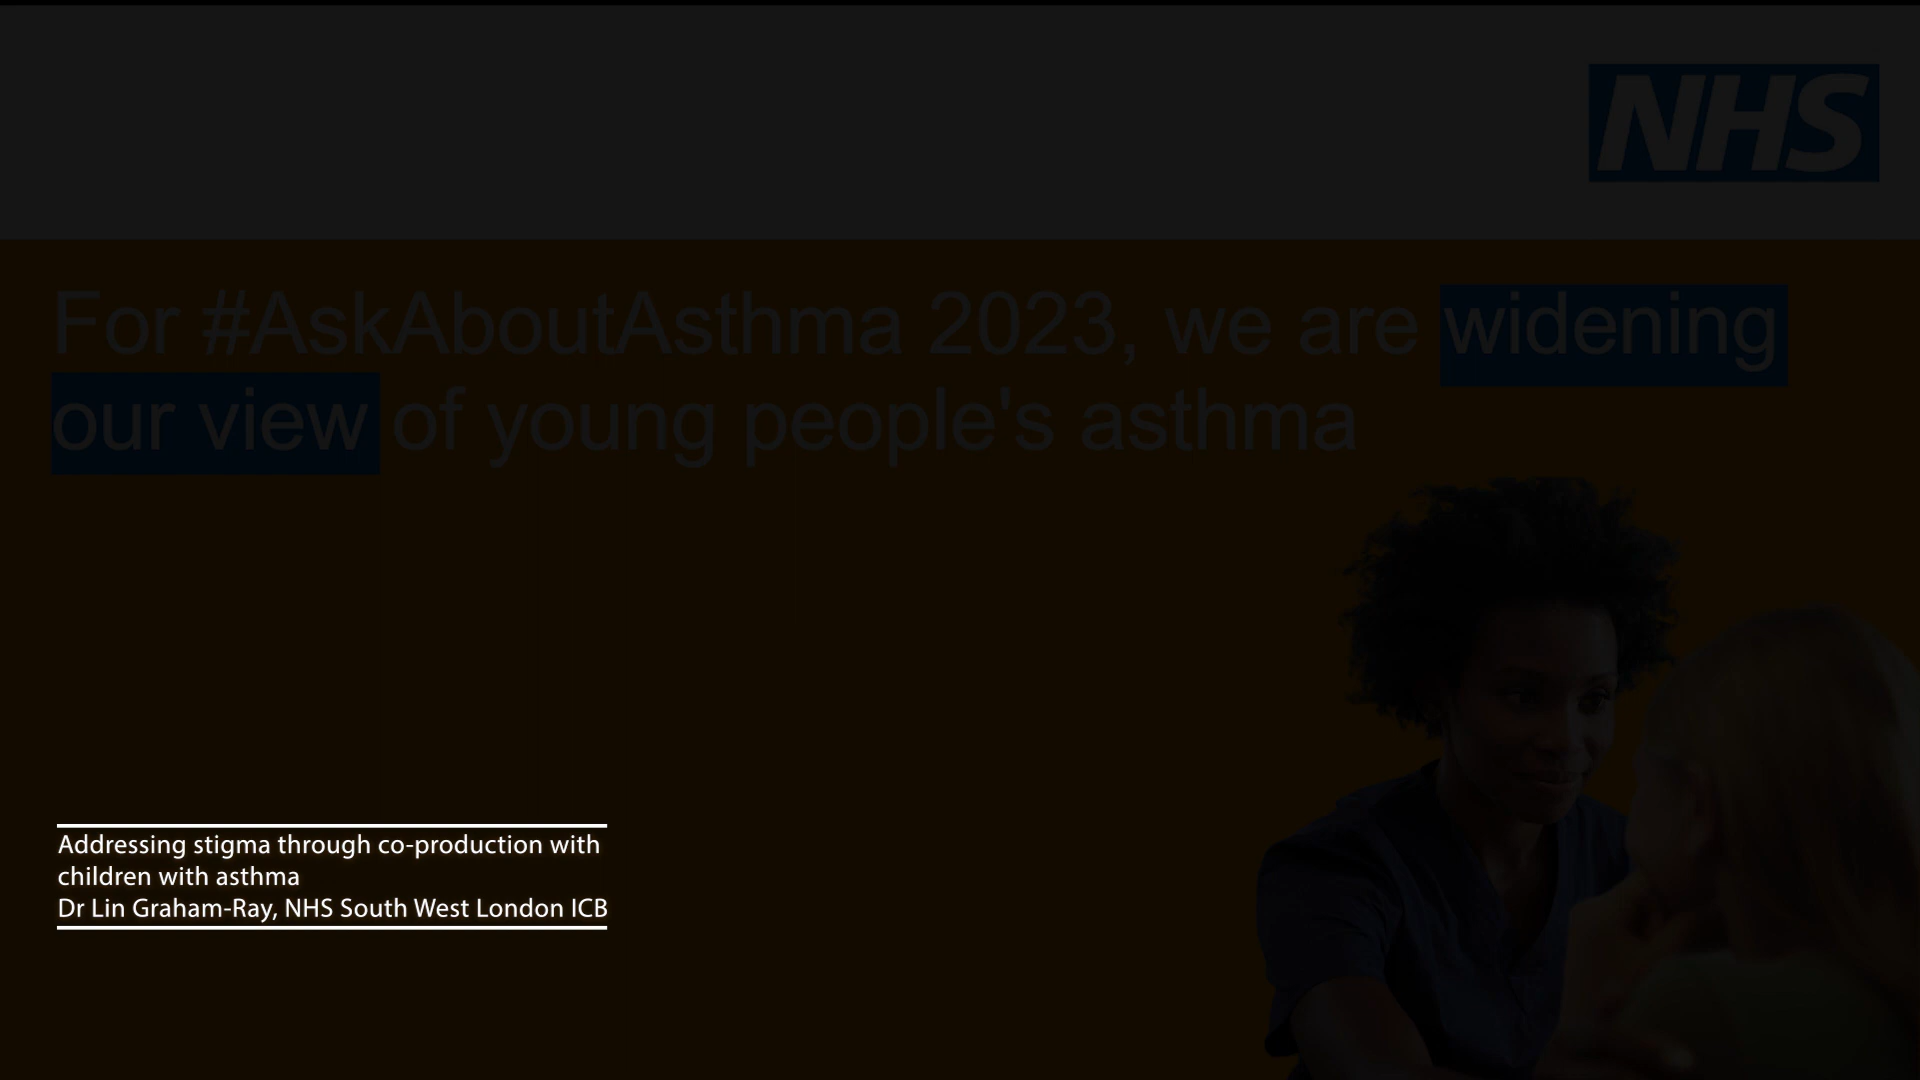 NHS
For #AskAboutAsthma 2023, we are widening
our view of young people's asthma
Addressing stigma through co-production with
children with asthma
Dr Lin Graham-Ray, NHS South West London ICB